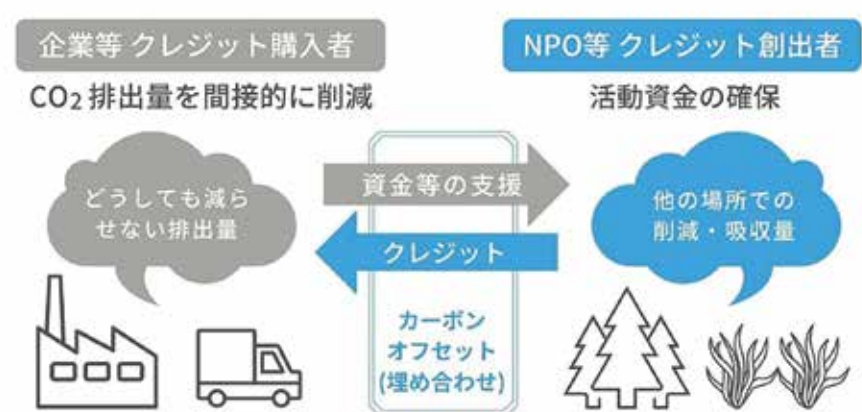 企業等 クレジット購入者
NPO等 クレジット創出者
CO₂ 排出量を間接的に削減
活動資金の確保
どうしても減ら
せない排出量
資金等の支援
クレジット
他の場所での
削減・吸収量
カーボン
オフセット
(埋め合わせ)